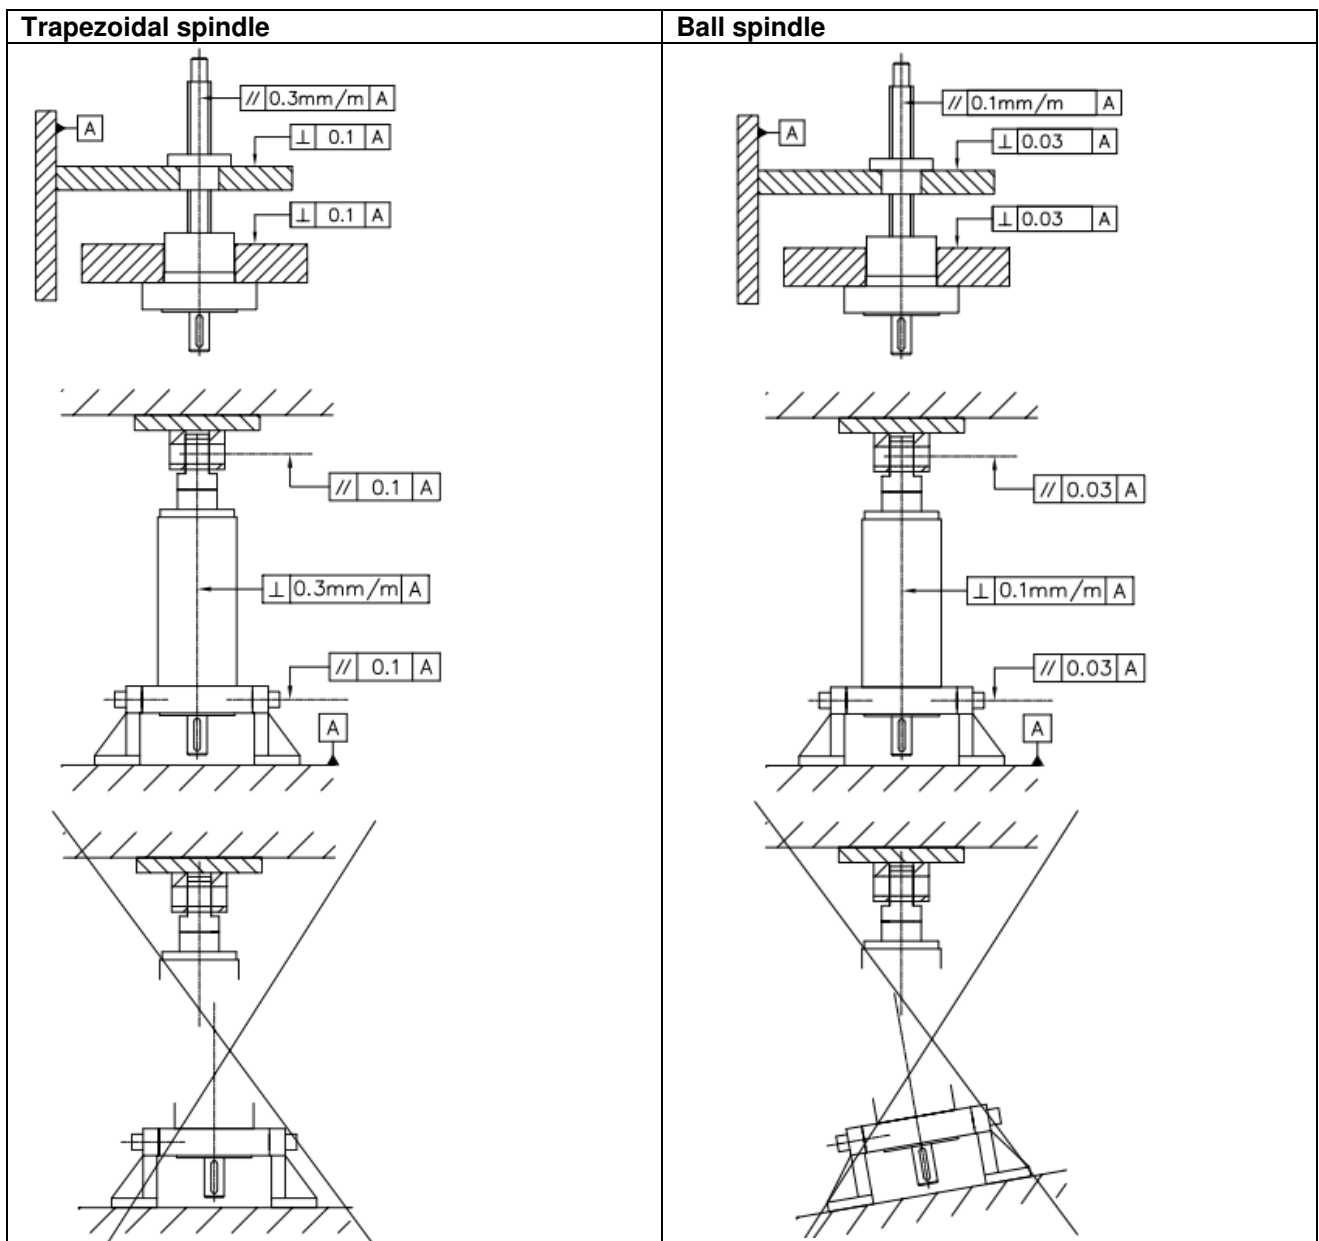 Trapezoidal spindle
// 0.3mm/m A
A
⊥ 0.1 A
⊥ 0.1 A
// 0.1 A
⊥ 0.3mm/m A
// 0.1 A
A
Ball spindle
// 0.1mm/m A
A
⊥ 0.03 A
⊥ 0.03 A
// 0.03 A
⊥ 0.1mm/m A
// 0.03 A
A